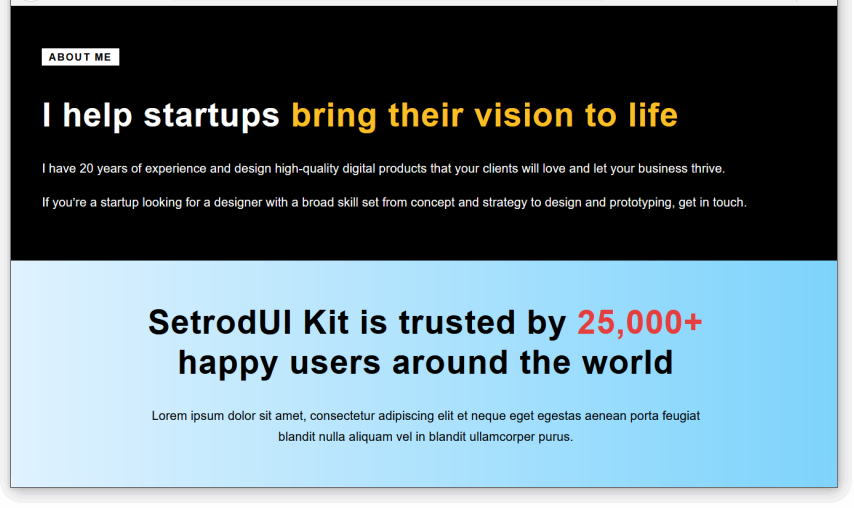 ABOUT ME
I help startups bring their vision to life
I have 20 years of experience and design high-quality digital products that your clients will love and let your business thrive.
If you're a startup looking for a designer with a broad skill set from concept and strategy to design and prototyping, get in touch.
SetrodUI Kit is trusted by 25,000+
happy users around the world
Lorem ipsum dolor sit amet, consectetur adipiscing elit et neque eget egestas aenean porta feugiat
blandit nulla aliquam vel in blandit ullamcorper purus.